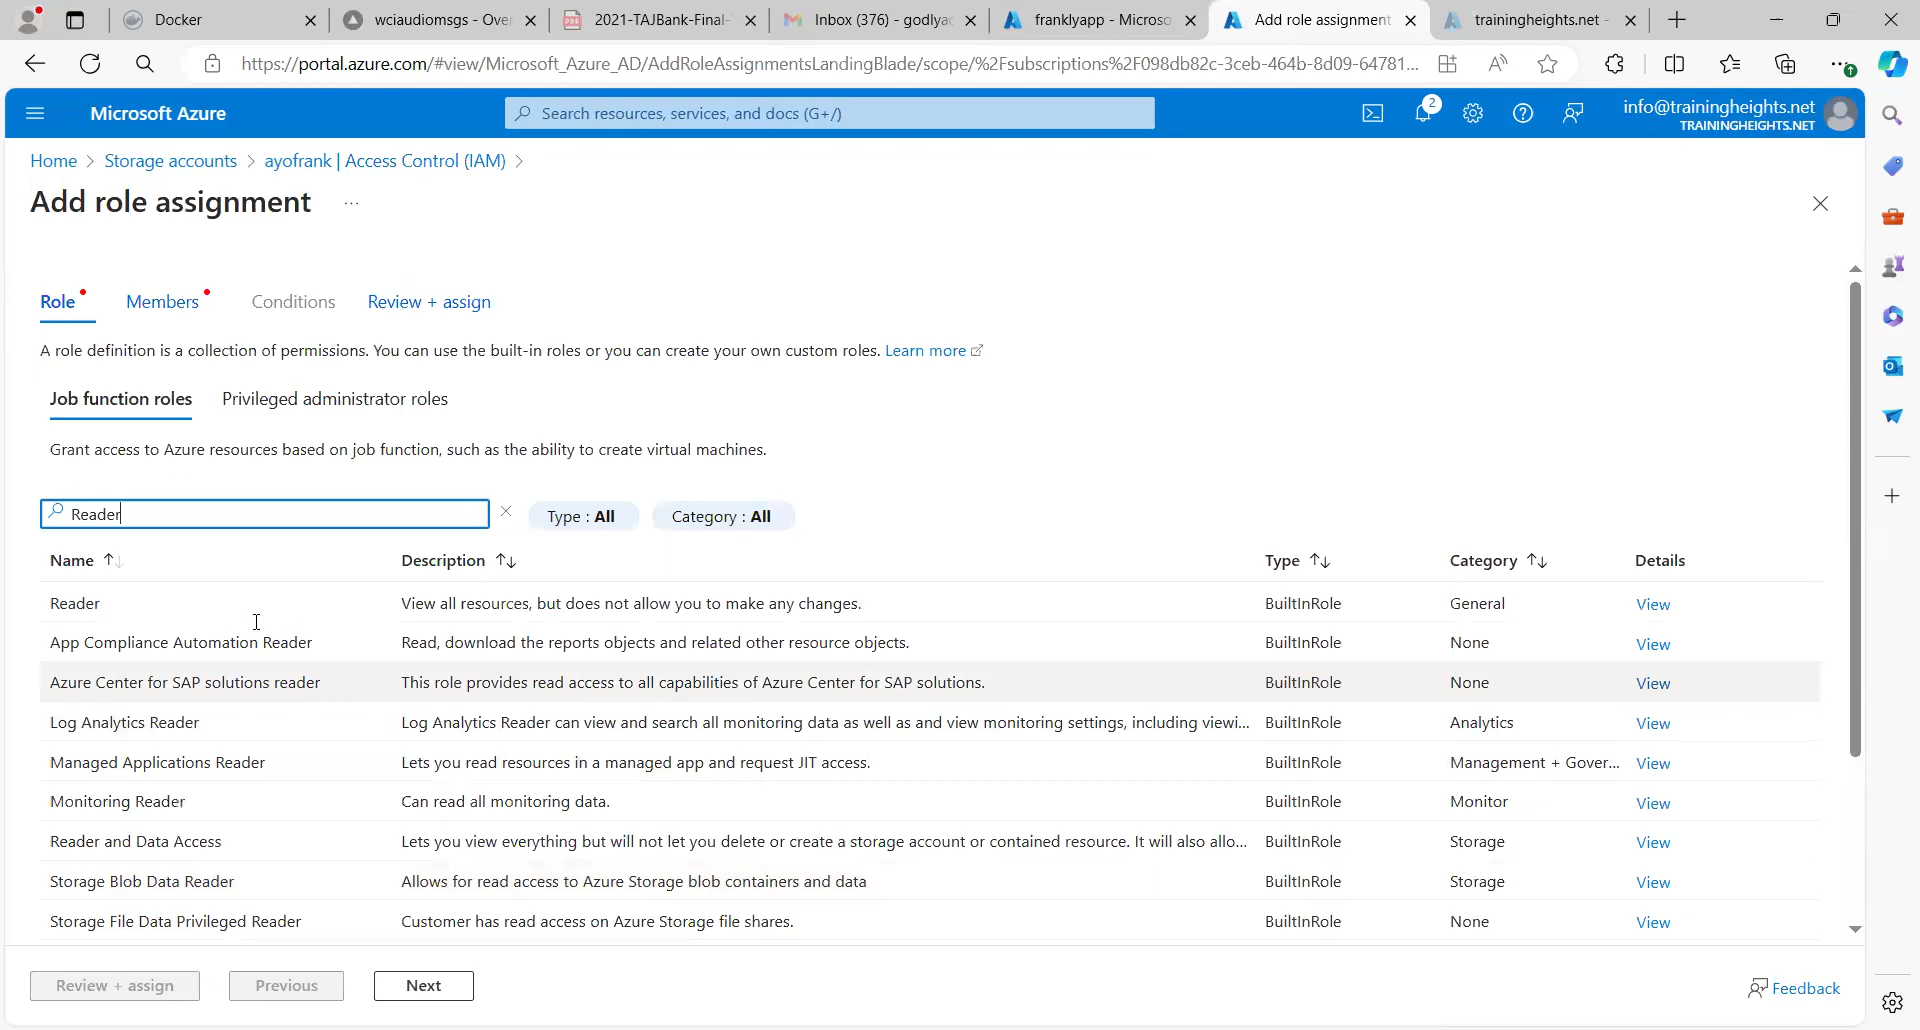 Docker
wciaudiomsgs - Over
2021-TAJBank-Final-
Inbox (376) - godlyac
franklyapp - Microso
Add role assignment
trainingheights.net -
https://portal.azure.com/#view/Microsoft_Azure_AD/AddRoleAssignmentsLandingBlade/scope/%2Fsubscriptions%2F098db82c-3ceb-464b-8d09-64781...
Microsoft Azure
Search resources, services, and docs (G+/)
2
info@trainingheights.net
TRAININGHEIGHTS.NET
Home > Storage accounts > ayofrank | Access Control (IAM) >
Add role assignment ...
Role Members Conditions Review + assign
A role definition is a collection of permissions. You can use the built-in roles or you can create your own custom roles. Learn more
Job function roles Privileged administrator roles
Grant access to Azure resources based on job function, such as the ability to create virtual machines.
Reader
Type : All
Category : All
Name Description Type Category Details
Reader View all resources, but does not allow you to make any changes. BuiltInRole General View
App Compliance Automation Reader Read, download the reports objects and related other resource objects. BuiltInRole None View
Azure Center for SAP solutions reader This role provides read access to all capabilities of Azure Center for SAP solutions. BuiltInRole None View
Log Analytics Reader Log Analytics Reader can view and search all monitoring data as well as and view monitoring settings, including viewi... BuiltInRole Analytics View
Managed Applications Reader Lets you read resources in a managed app and request JIT access. BuiltInRole Management + Gover... View
Monitoring Reader Can read all monitoring data. BuiltInRole Monitor View
Reader and Data Access Lets you view everything but will not let you delete or create a storage account or contained resource. It will also allo... BuiltInRole Storage View
Storage Blob Data Reader Allows for read access to Azure Storage blob containers and data BuiltInRole Storage View
Storage File Data Privileged Reader Customer has read access on Azure Storage file shares. BuiltInRole None View
Review + assign Previous Next
Feedback